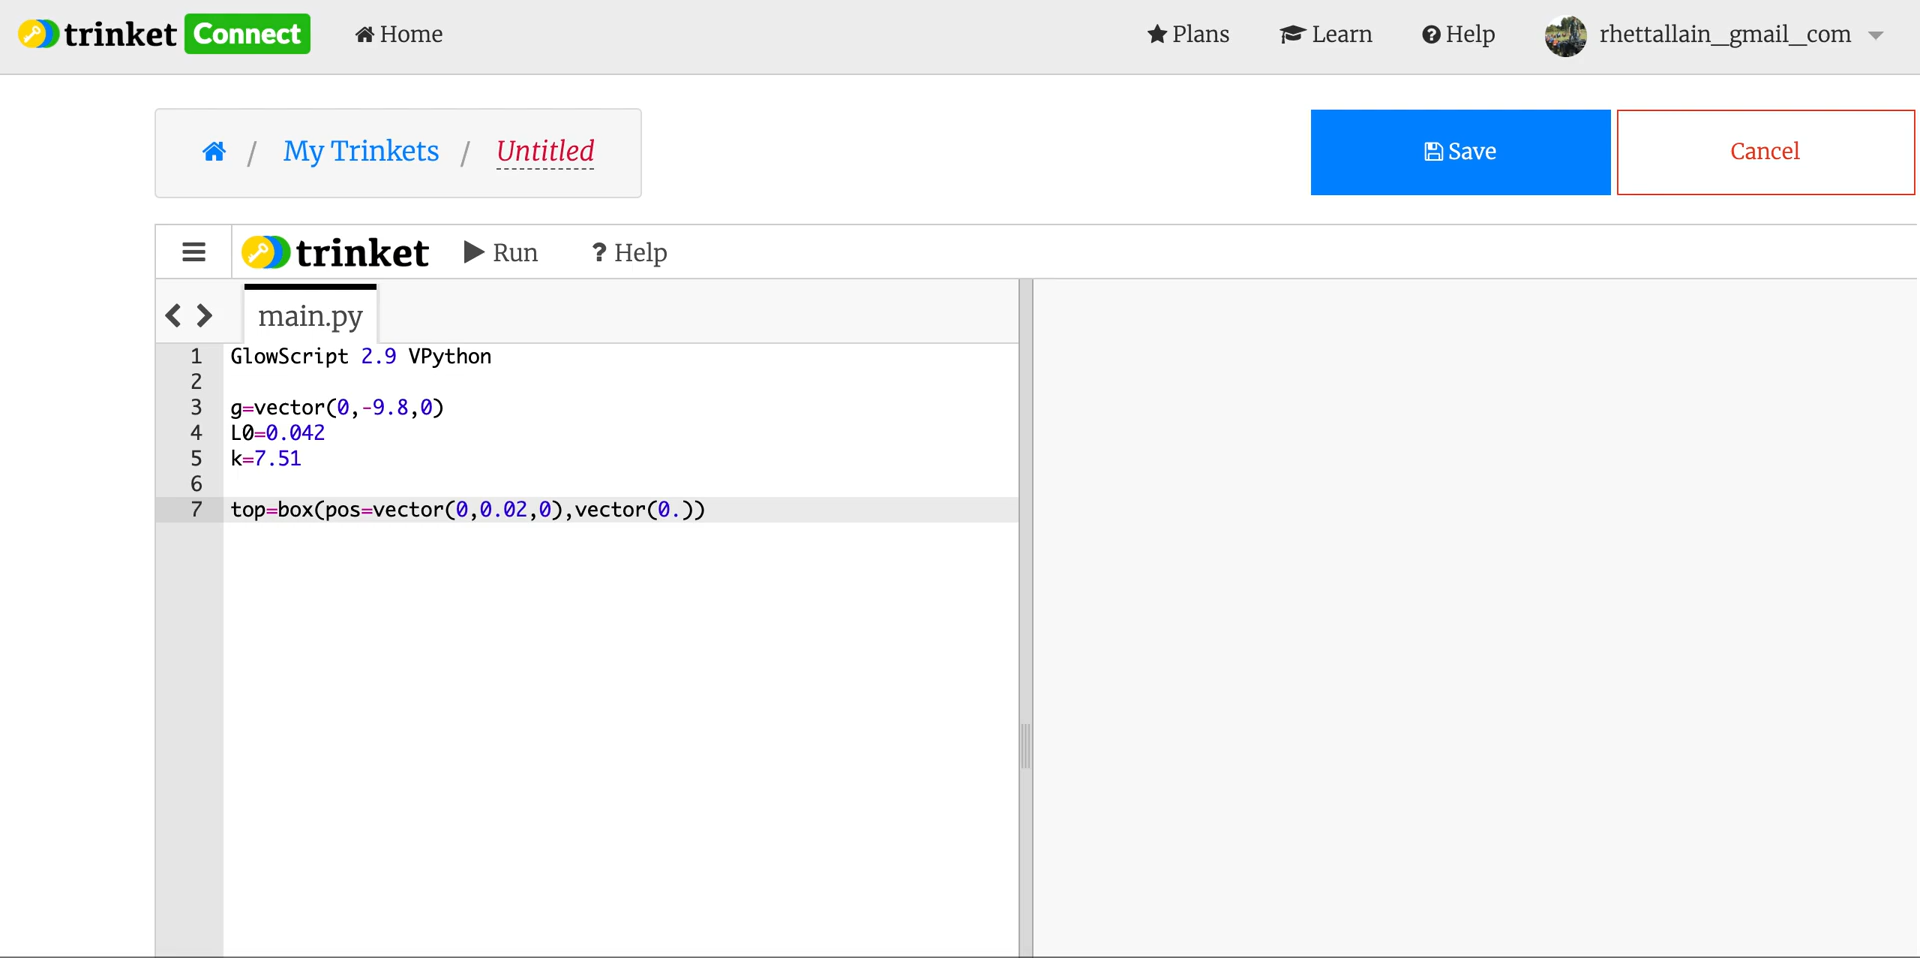 trinket Connect Home Plans Learn Help rhettallain_gmail_com
/ My Trinkets / Untitled Save Cancel
trinket Run ? Help
main.py
1 GlowScript 2.9 VPython
2
3 g=vector(0,-9.8,0)
4 L0=0.042
5 k=7.51
6
7 top=box(pos=vector(0,0.02,0),vector(0.))